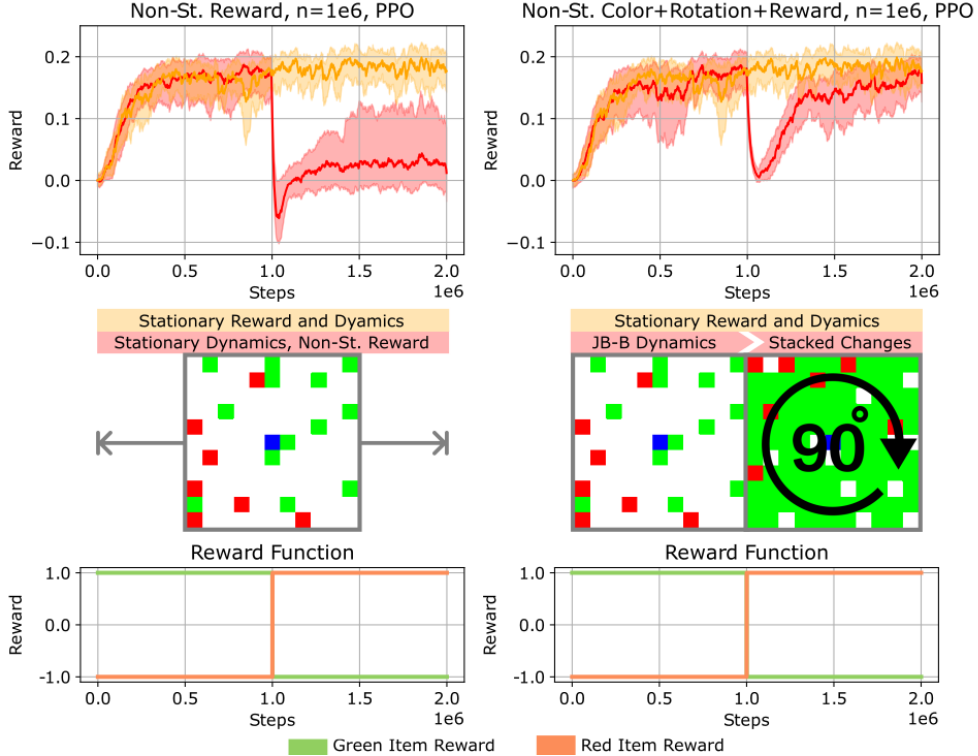 Non-St. Reward, n=1e6, PPO
Non-St. Color+Rotation+Reward, n=1e6, PPO
0.2
0.1
0.0
−0.1
Reward
0.0
0.5
1.0
1.5
2.0
Steps
1e6
0.2
0.1
0.0
−0.1
Reward
0.0
0.5
1.0
1.5
2.0
Steps
1e6
Stationary Reward and Dyamics
Stationary Dynamics, Non-St. Reward
Stationary Reward and Dyamics
JB-B Dynamics
Stacked Changes
90°
Reward Function
1.0
0.0
-1.0
Reward
0.0
0.5
1.0
1.5
2.0
Steps
1e6
Reward Function
1.0
0.0
-1.0
Reward
0.0
0.5
1.0
1.5
2.0
Steps
1e6
Green Item Reward
Red Item Reward